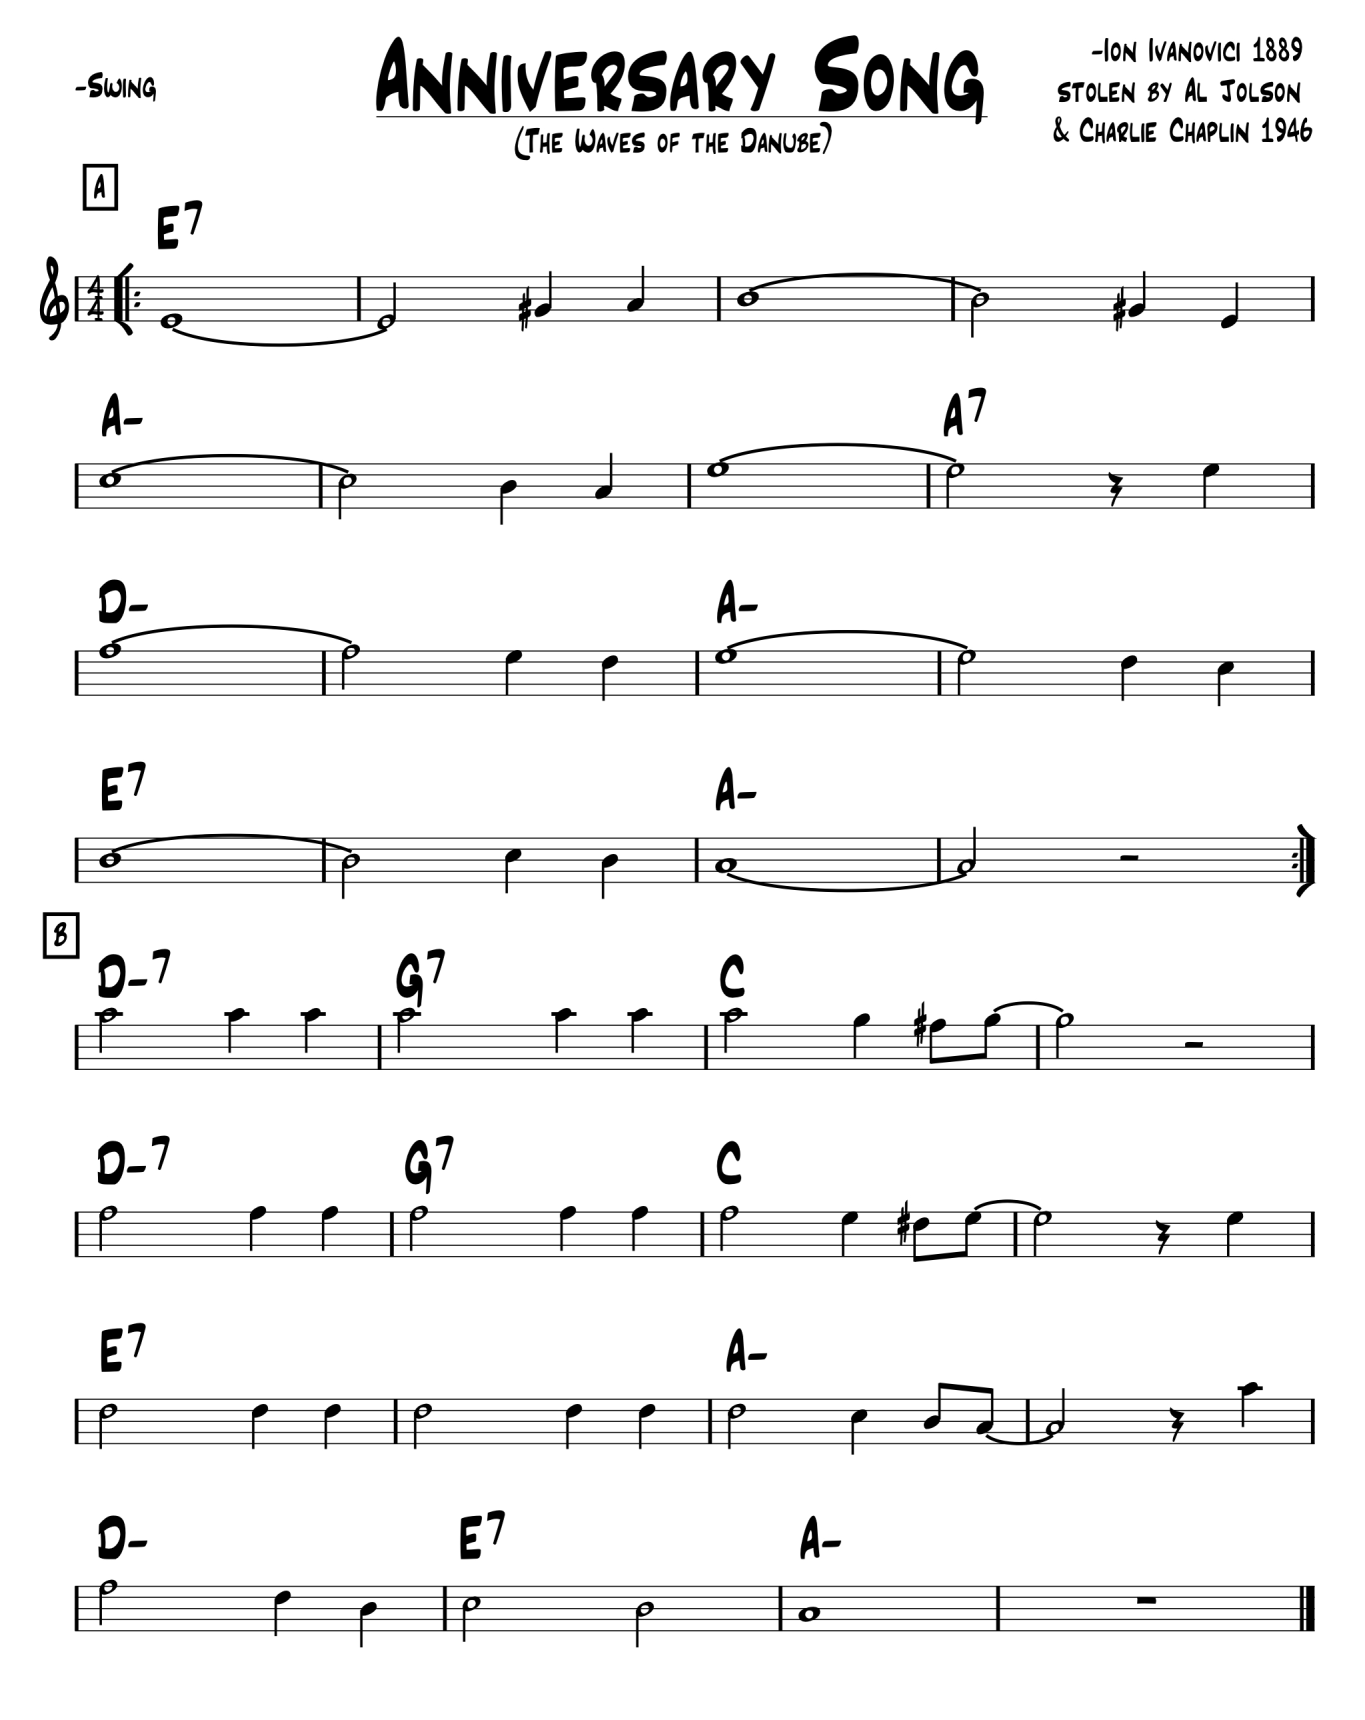 -Swing
Anniversary Song
(The Waves of the Danube)
-Ion Ivanovici 1889
stolen by Al Jolson
& Charlie Chaplin 1946
A
E7
4
4
A- A7
D- A-
E7 A-
B
D-7 G7 C
D-7 G7 C
E7 A-
D- E7 A-